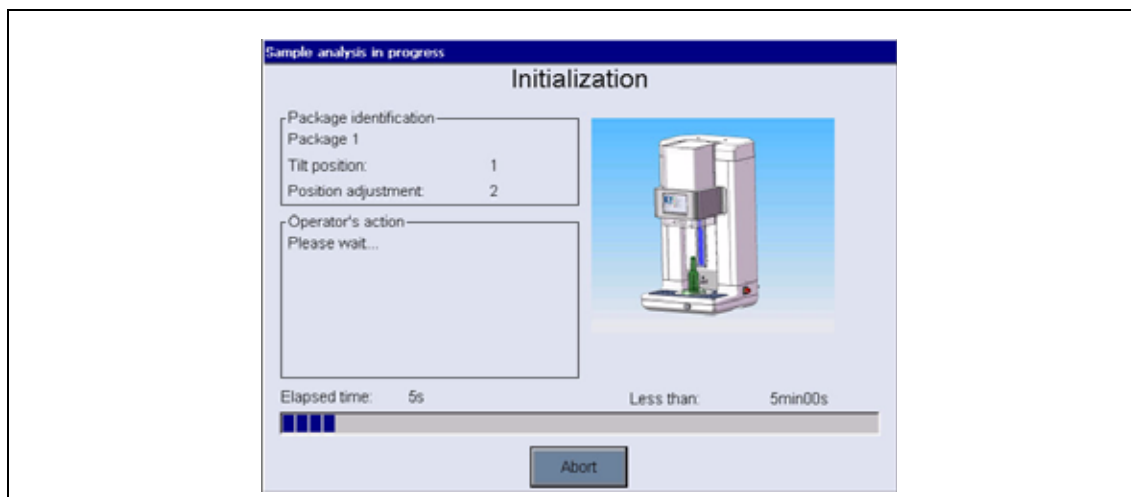 Sample analysis in progress
Initialization
Package identification
Package 1
Tilt position: 1
Position adjustment: 2
Operator's action
Please wait...
Elapsed time: 5s Less than: 5min00s
Abort